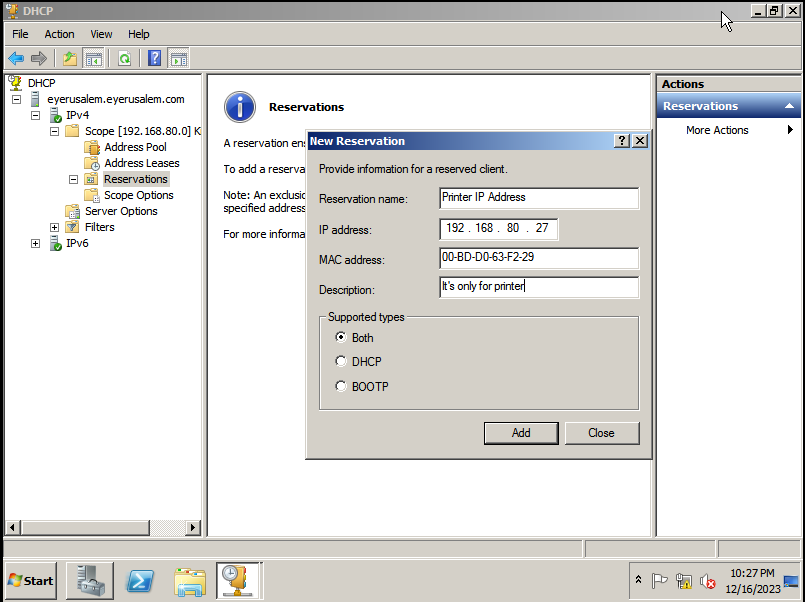 DHCP
File Action View Help
DHCP
eyerusalem.eyerusalem.com
IPv4
Scope [192.168.80.0] K
Address Pool
Address Leases
Reservations
Scope Options
Server Options
Filters
IPv6
Reservations
A reservation ens
To add a reserva
Note: An exclusio
specified address
For more informa
New Reservation
Provide information for a reserved client.
Reservation name: Printer IP Address
IP address: 192 . 168 . 80 . 27
MAC address: 00-BD-D0-63-F2-29
Description: It's only for printer
Supported types
Both
DHCP
BOOTP
Add Close
Actions
Reservations
More Actions
Start
10:27 PM
12/16/2023